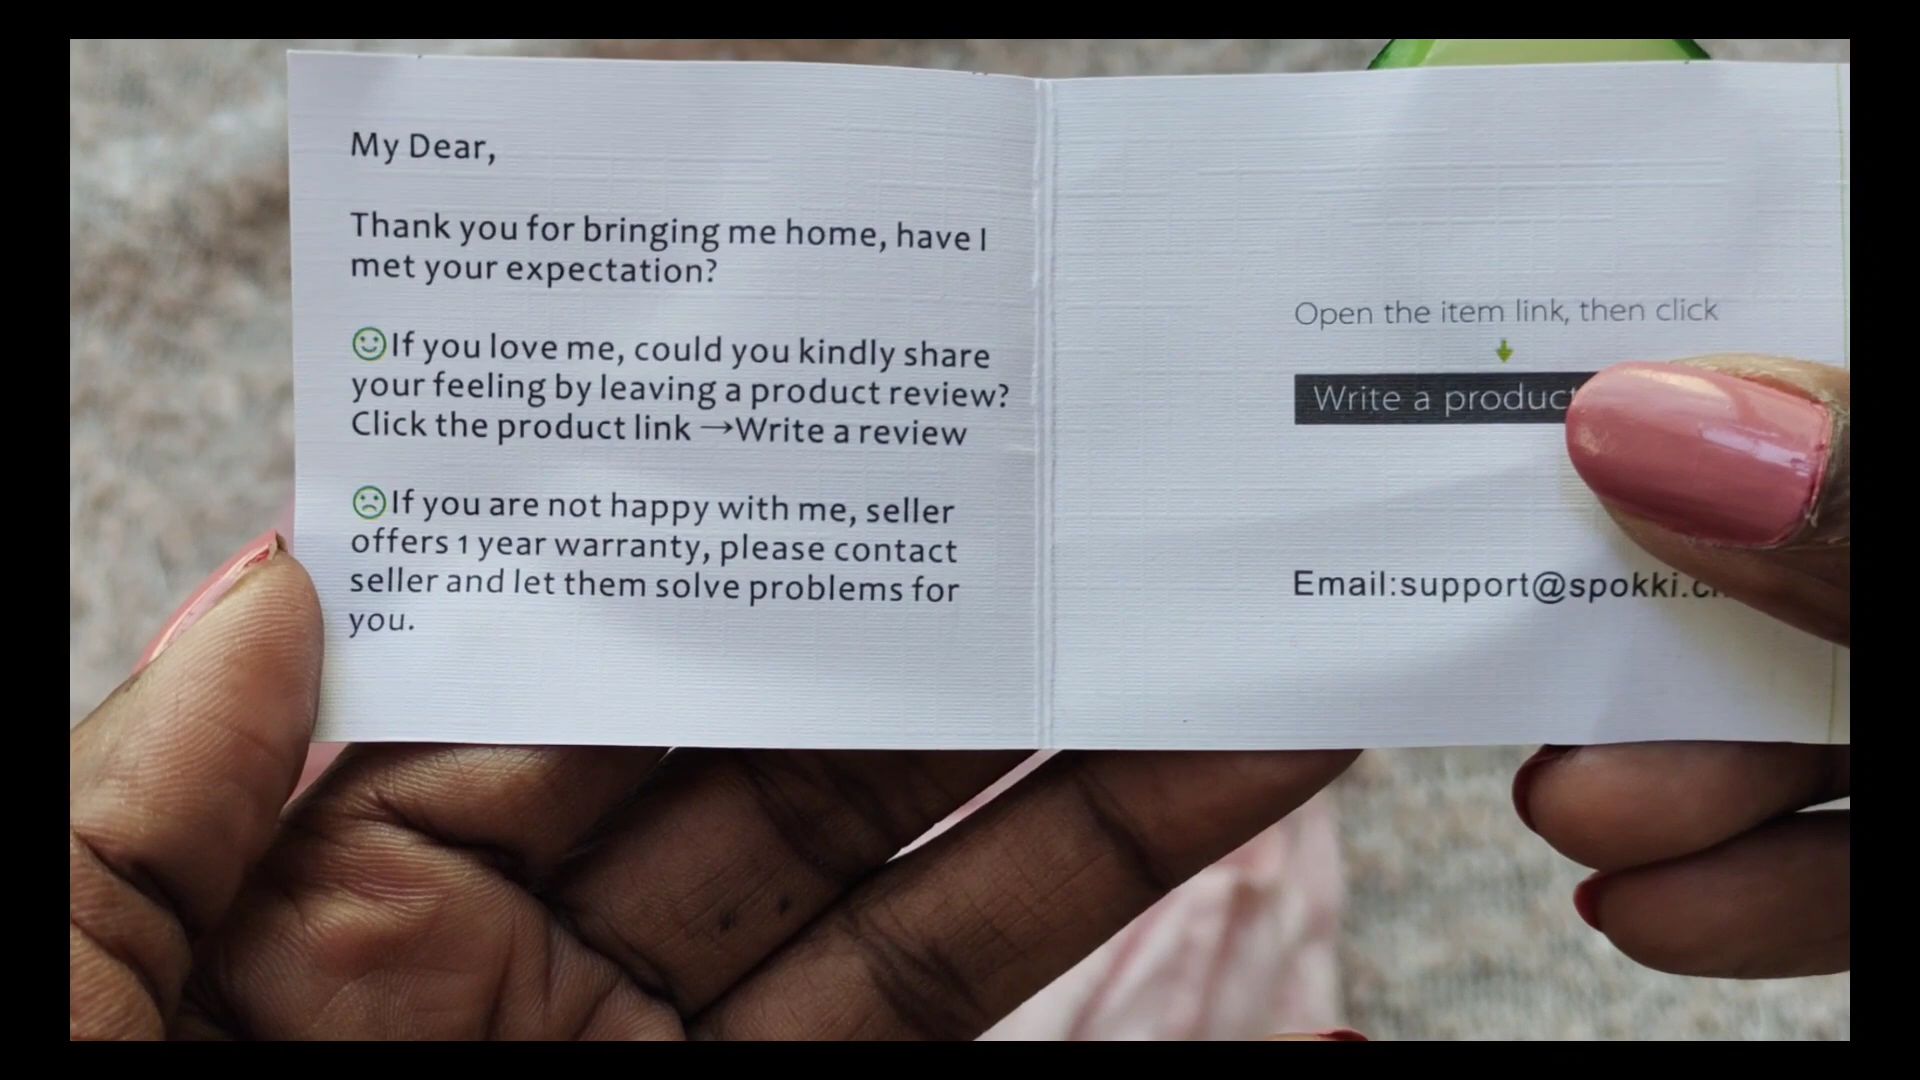 My Dear,
Thank you for bringing me home, have I
met your expectation?
If you love me, could you kindly share
your feeling by leaving a product review?
Click the product link →Write a review
If you are not happy with me, seller
offers 1 year warranty, please contact
seller and let them solve problems for
you.
Open the item link, then click
Write a product
Email:support@spokki.